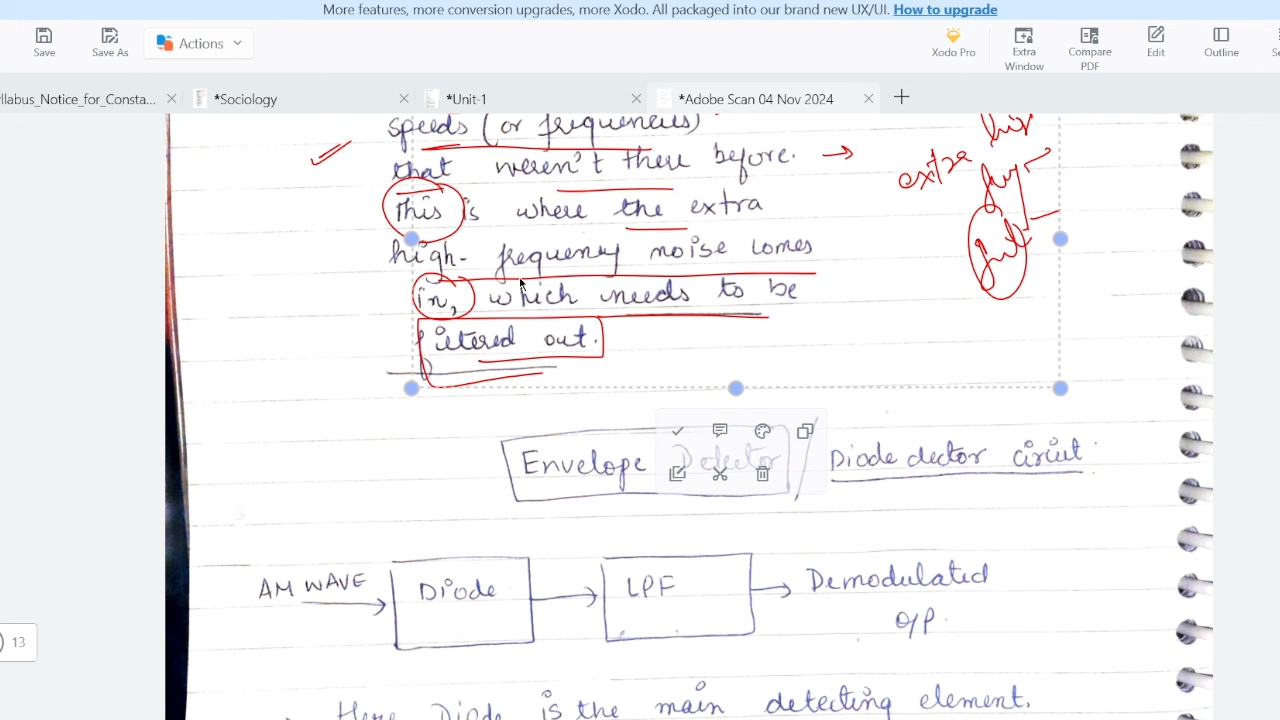 More features, more conversion upgrades, more Xodo. All packaged into our brand new UX/UI. How to upgrade
Save
Save As
Actions
Xodo Pro
Extra Window
Compare PDF
Edit
Outline
yllabus_Notice_for_Consta...
*Sociology
*Unit-1
*Adobe Scan 04 Nov 2024
speeds (or frequencies)
that weren't there before. →
extra
This is where the extra
high- frequency noise comes
in, which needs to be
filtered out.
Envelope Detector / Diode dector circuit
AM WAVE → Diode → LPF → Demodulated
O/P.
13
Here Diode is the main detecting element.